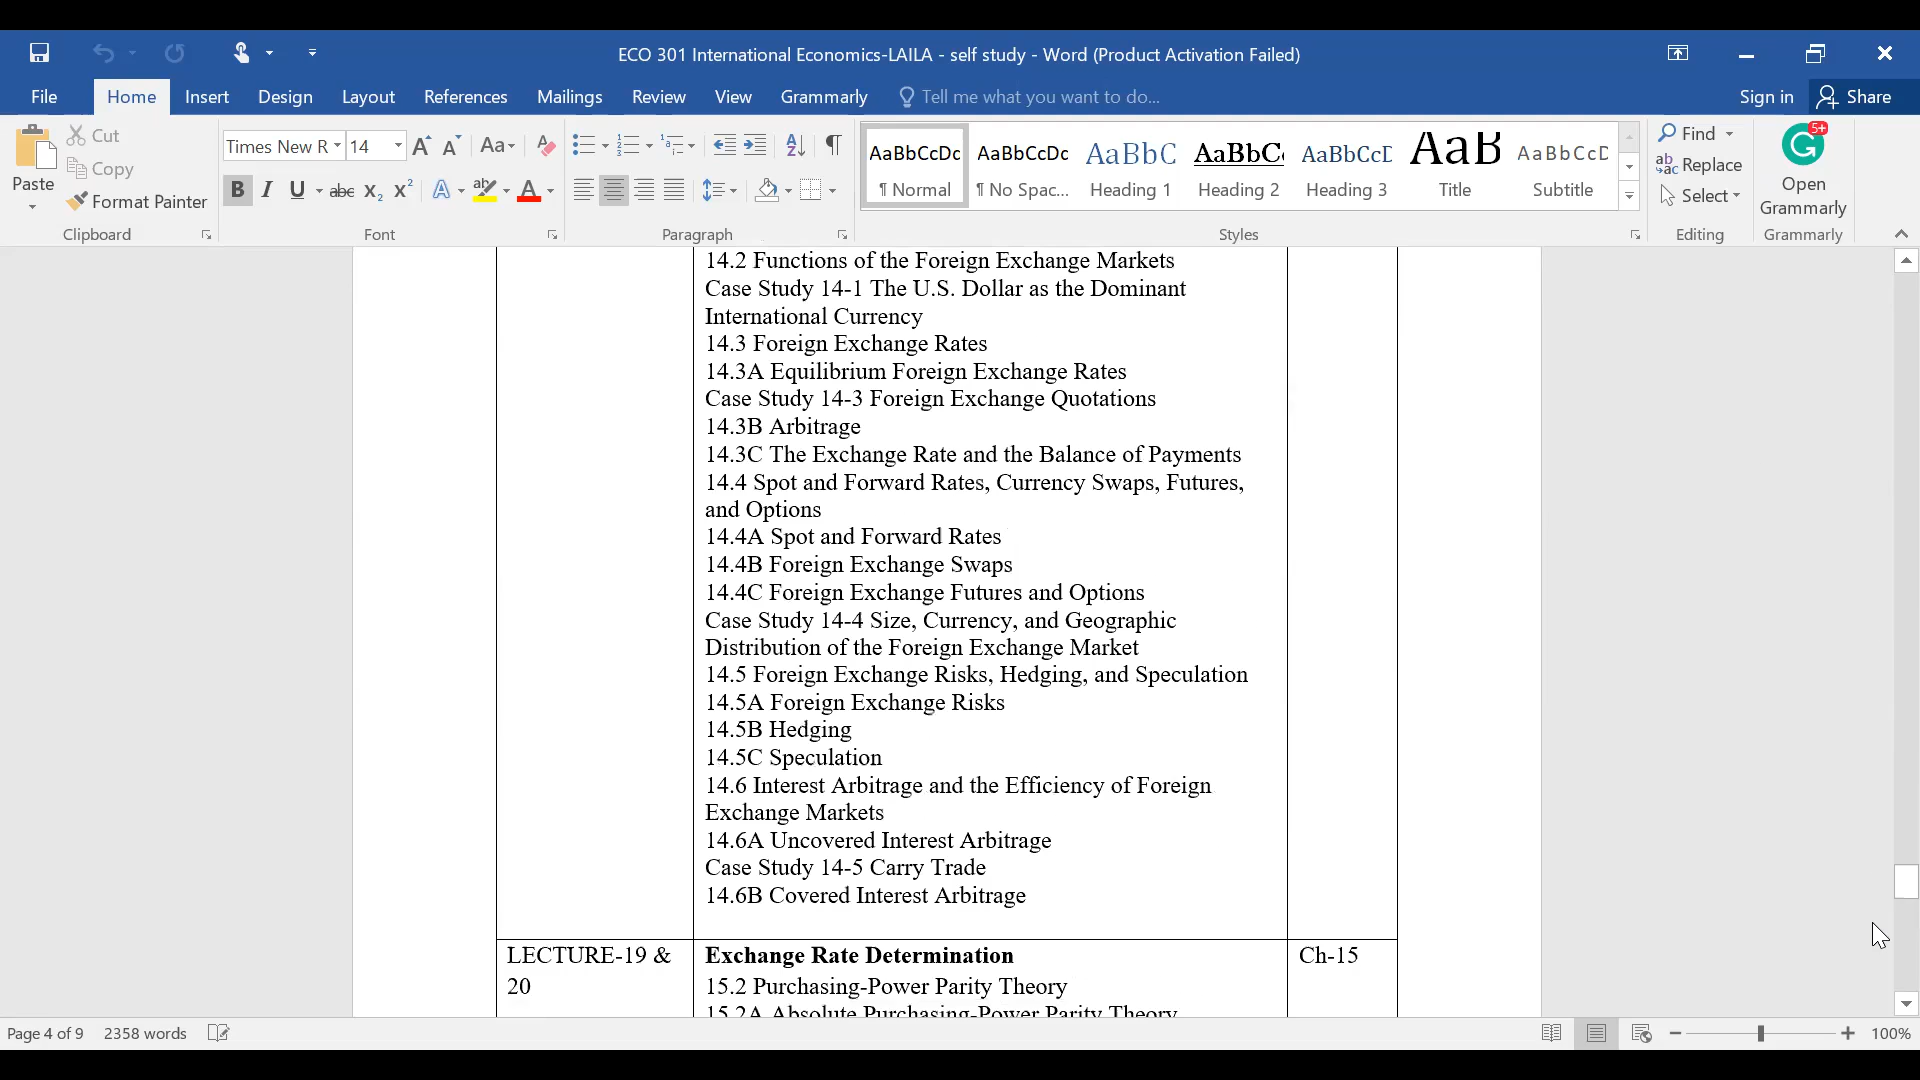 ECO 301 International Economics-LAILA - self study - Word (Product Activation Failed)
File Home Insert Design Layout References Mailings Review View Grammarly Tell me what you want to do... Sign in Share
Paste Cut Copy Format Painter
Clipboard
Times New R 14
Font
Paragraph
AaBbCcDc AaBbCcDc AaBbC AaBbC AaBbCcD AaB AaBbCcD
¶ Normal ¶ No Spac... Heading 1 Heading 2 Heading 3 Title Subtitle
Styles
Find
Replace
Select
Editing
5+
Open
Grammarly
Grammarly
14.2 Functions of the Foreign Exchange Markets
Case Study 14-1 The U.S. Dollar as the Dominant
International Currency
14.3 Foreign Exchange Rates
14.3A Equilibrium Foreign Exchange Rates
Case Study 14-3 Foreign Exchange Quotations
14.3B Arbitrage
14.3C The Exchange Rate and the Balance of Payments
14.4 Spot and Forward Rates, Currency Swaps, Futures,
and Options
14.4A Spot and Forward Rates
14.4B Foreign Exchange Swaps
14.4C Foreign Exchange Futures and Options
Case Study 14-4 Size, Currency, and Geographic
Distribution of the Foreign Exchange Market
14.5 Foreign Exchange Risks, Hedging, and Speculation
14.5A Foreign Exchange Risks
14.5B Hedging
14.5C Speculation
14.6 Interest Arbitrage and the Efficiency of Foreign
Exchange Markets
14.6A Uncovered Interest Arbitrage
Case Study 14-5 Carry Trade
14.6B Covered Interest Arbitrage
LECTURE-19 &
20
Exchange Rate Determination
15.2 Purchasing-Power Parity Theory
15.2A Absolute Purchasing-Power Parity Theory
Ch-15
Page 4 of 9 2358 words 100%